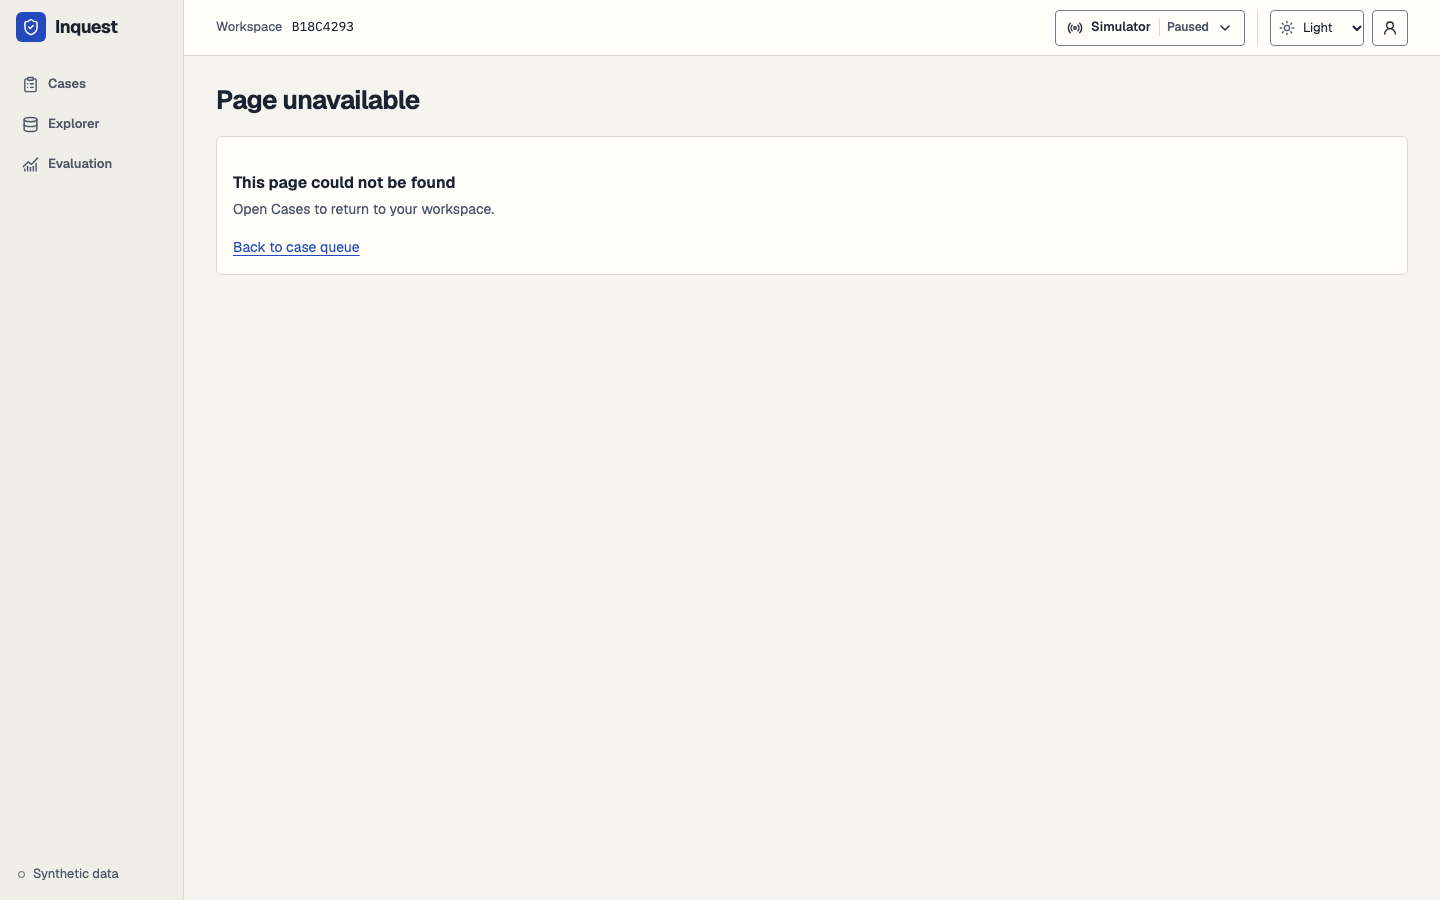 Inquest
Workspace B18C4293
Simulator Paused
Light
Cases
Explorer
Evaluation
Page unavailable
This page could not be found
Open Cases to return to your workspace.
Back to case queue
Synthetic data